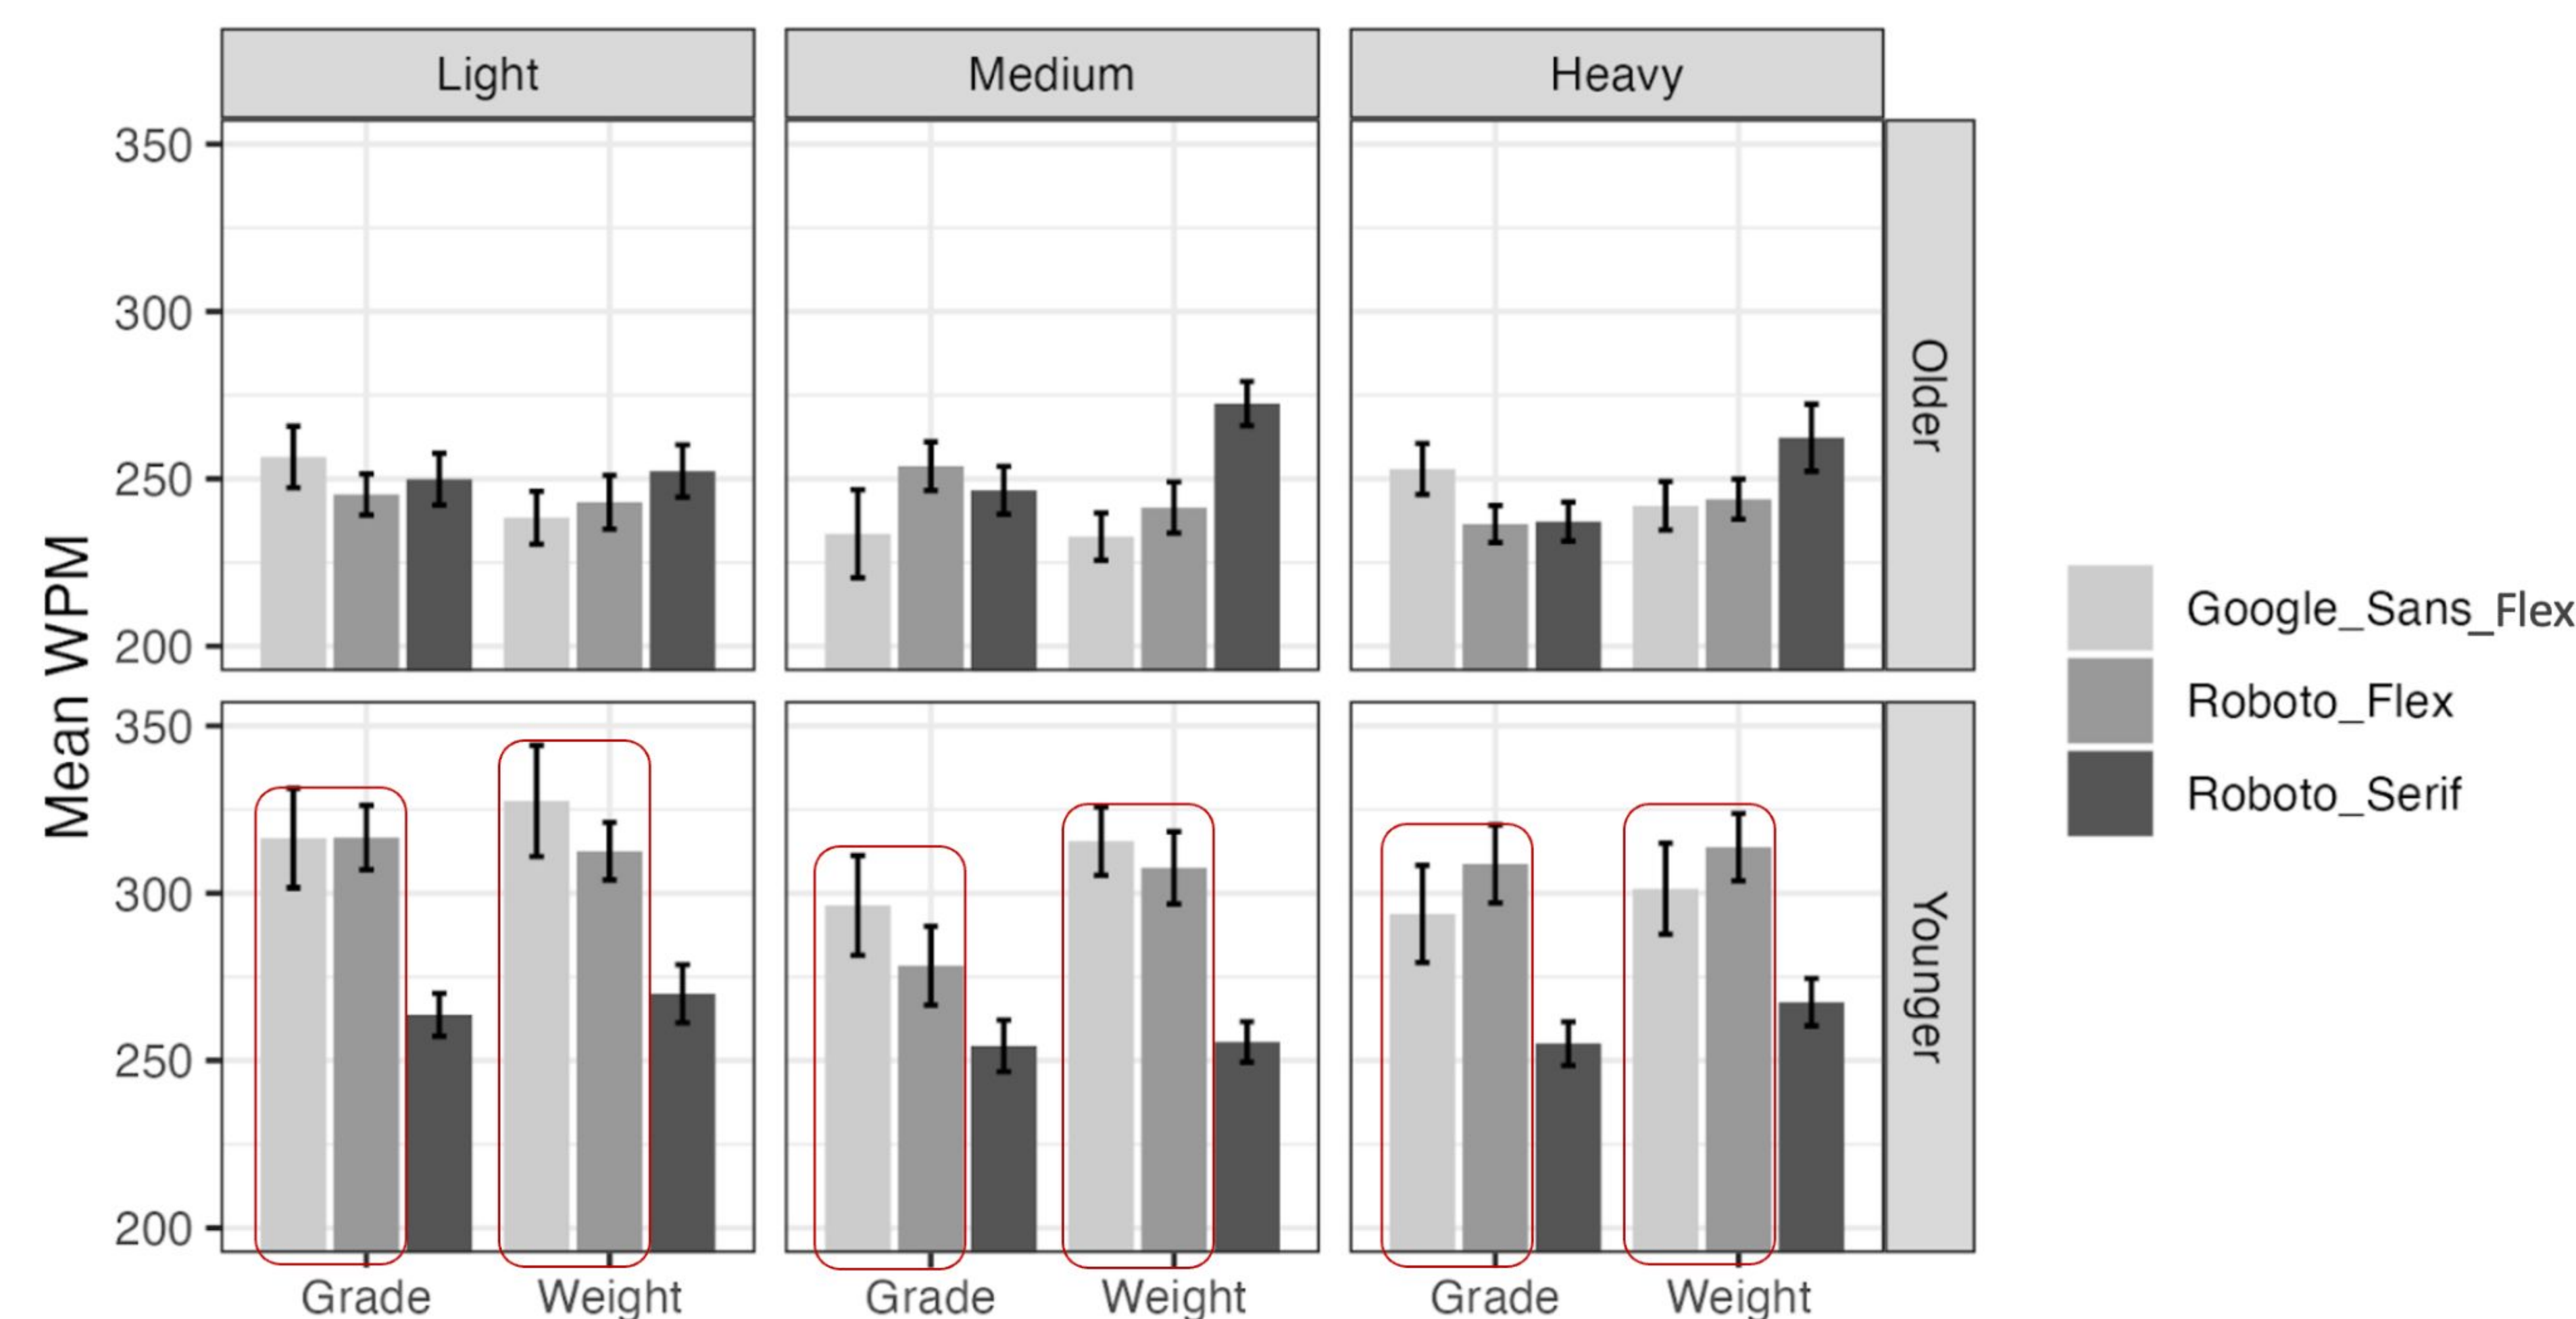 Light Medium Heavy
350
300
250
200
Older
Mean WPM
350
300
250
200
Younger
Grade Weight Grade Weight Grade Weight
Google_Sans_Flex
Roboto_Flex
Roboto_Serif